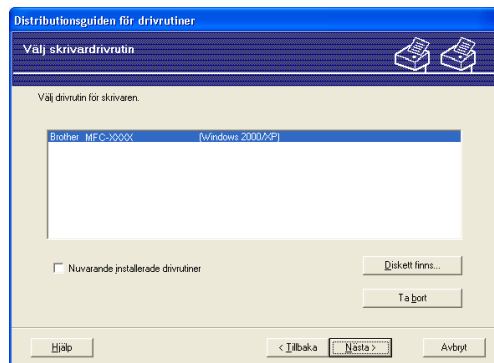 Distributionsguiden för drivrutiner
Välj skrivardrivrutin
Välj drivrutin för skrivaren.
Brother MFC-XXXX (Windows 2000/XP)
Nuvarande installerade drivrutiner
Diskett finns...
Ta bort
Hjälp < Tillbaka Nästa > Avbryt